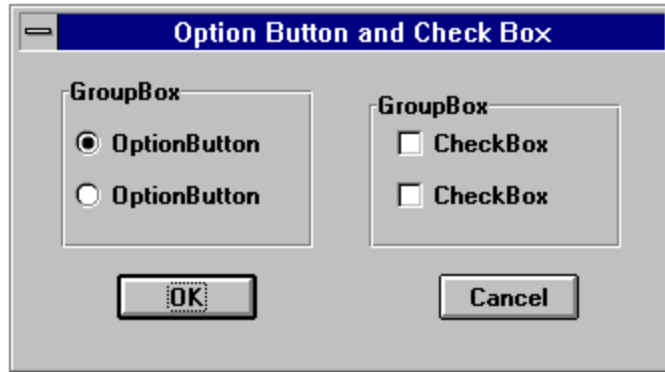 Option Button and Check Box
GroupBox
OptionButton
OptionButton
GroupBox
CheckBox
CheckBox
OK
Cancel